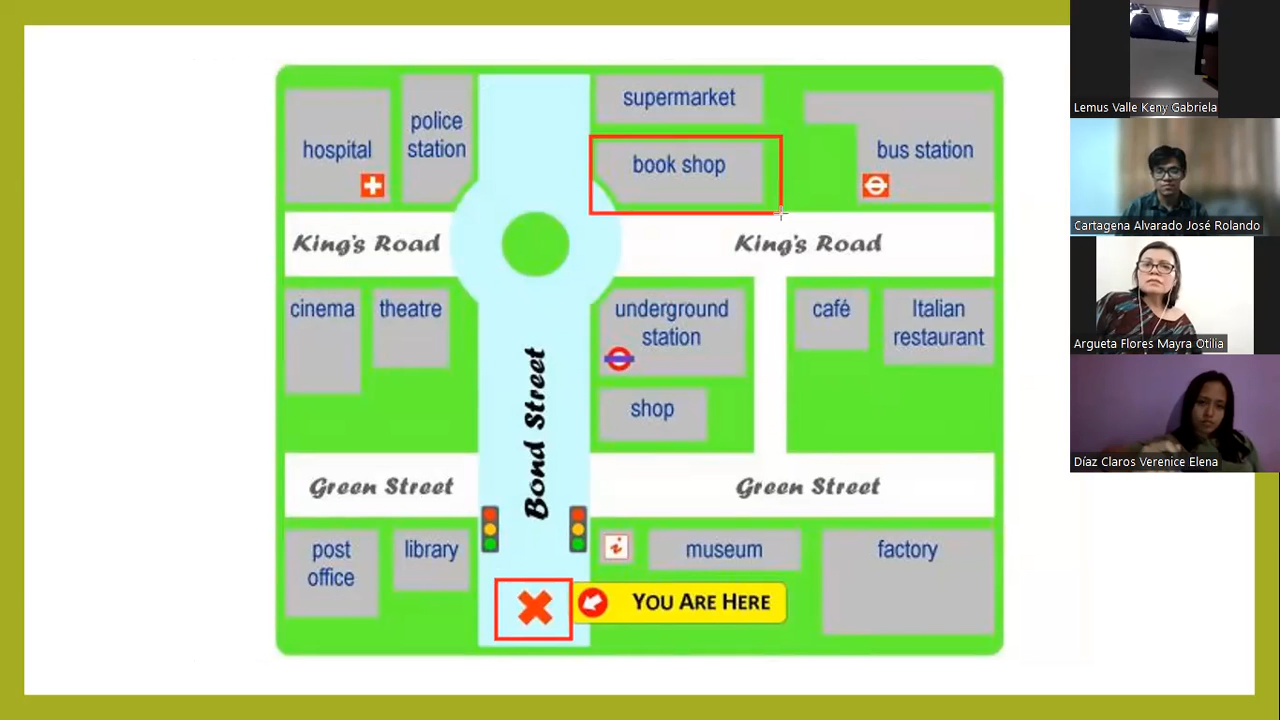 supermarket
police
station
hospital
book shop
bus station
King's Road
King's Road
cinema
theatre
underground
station
café
Italian
restaurant
shop
Bond Street
Green Street
Green Street
post
office
library
i
museum
factory
YOU ARE HERE
Lemus Valle Keny Gabriela
Cartagena Alvarado José Rolando
Argueta Flores Mayra Otilia
Díaz Claros Verenice Elena